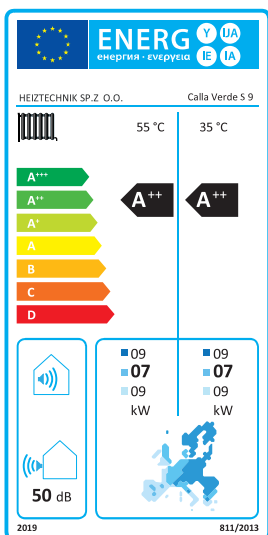 ENERG Y UA
енергия · ενεργεια IE IA
HEIZTECHNIK SP.Z O.O. Calla Verde S 9
55 °C 35 °C
A+++
A++ A++ A++
A+
A
B
C
D
09 09
07 07
09 09
kW kW
50 dB
2019 811/2013